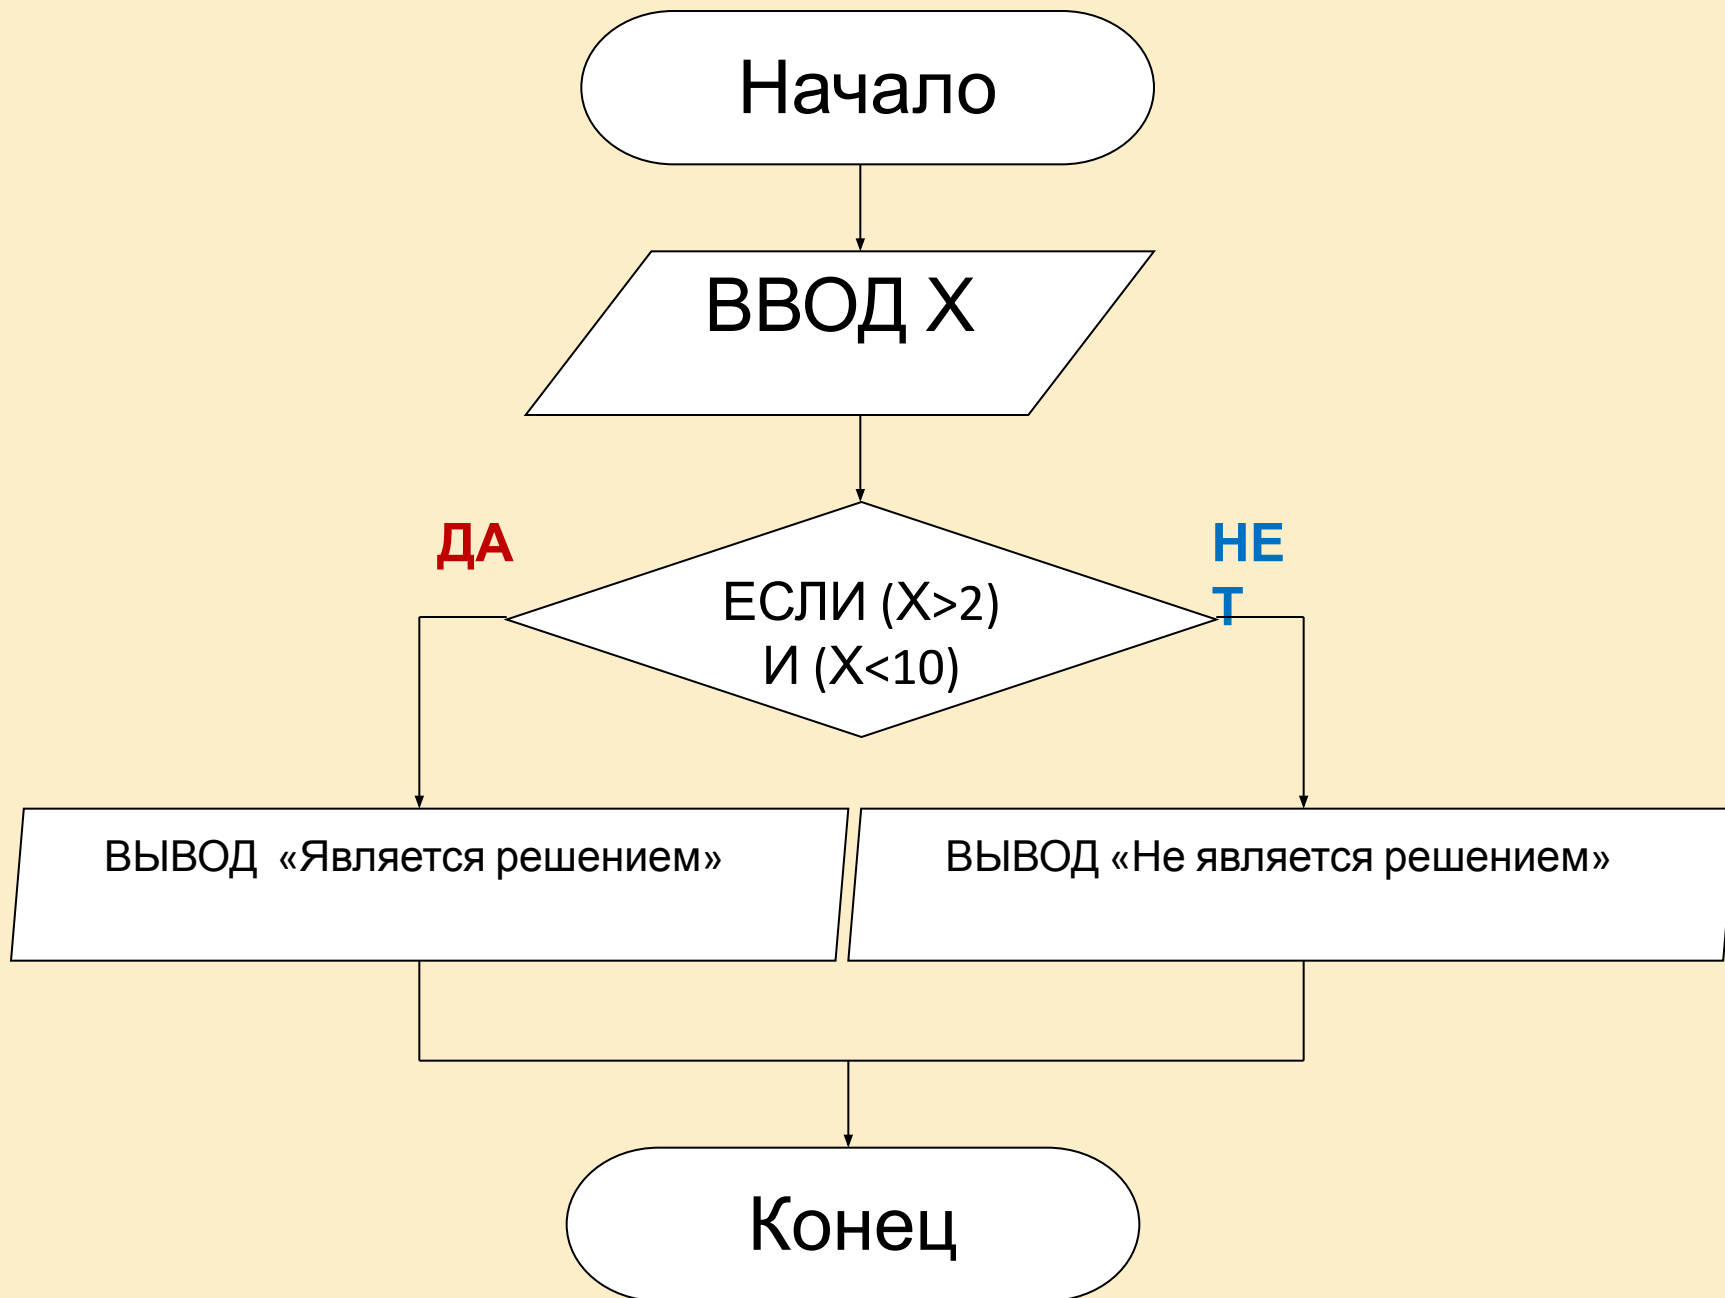 Начало
ВВОД X
ДА
НЕ
Т
ЕСЛИ (X>2)
И (X<10)
ВЫВОД «Является решением»
ВЫВОД «Не является решением»
Конец